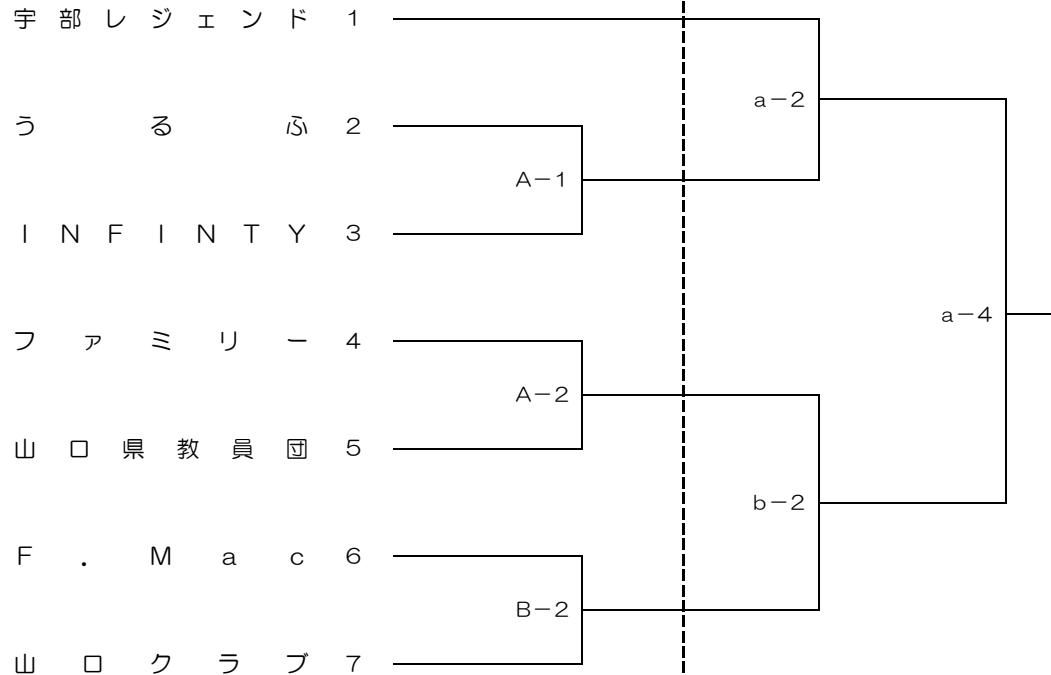 宇部レジェンド 1
a－2
うるふ 2
A－1
INFINTY 3
a－4
ファミリー 4
A－2
山口県教員団 5
b－2
F.Mac 6
B－2
山口クラブ 7